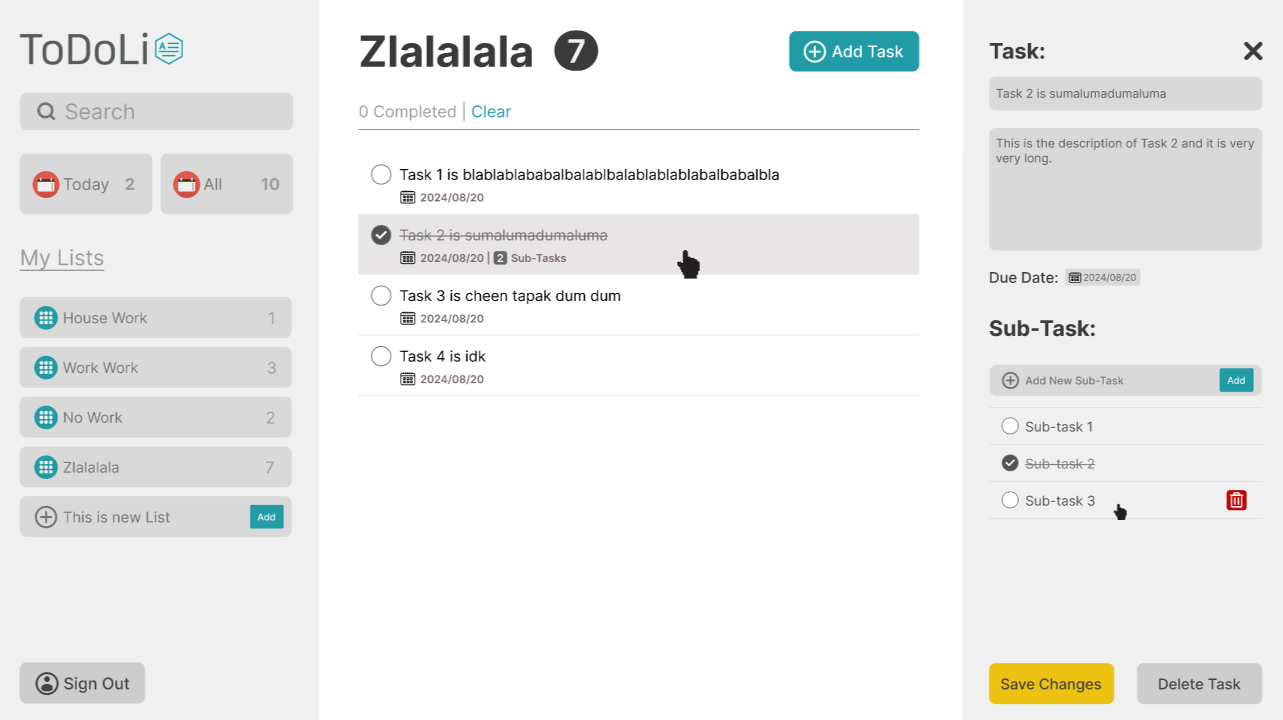 ToDoLi
Search
Today 2
All 10
My Lists
House Work 1
Work Work 3
No Work 2
Zlalalala 7
This is new List Add
Sign Out
Zlalalala 7
Add Task
0 Completed | Clear
Task 1 is blablablababalbalablbalablablablablabalbabalbla
2024/08/20
Task 2 is sumalumadumaluma
2024/08/20 | 2 Sub-Tasks
Task 3 is cheen tapak dum dum
2024/08/20
Task 4 is idk
2024/08/20
Task:
Task 2 is sumalumadumaluma
This is the description of Task 2 and it is very
very long.
Due Date: 2024/08/20
Sub-Task:
Add New Sub-Task Add
Sub-task 1
Sub-task 2
Sub-task 3
Save Changes
Delete Task